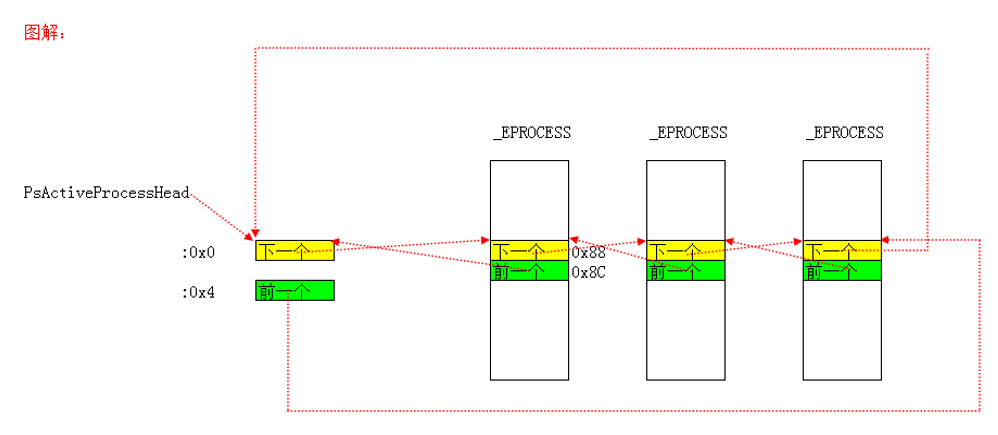 图解：
_EPROCESS _EPROCESS _EPROCESS
PsActiveProcessHead
:0x0 下一个 下一个 0x88 下一个 下一个
前一个 0x8C 前一个 前一个
:0x4 前一个